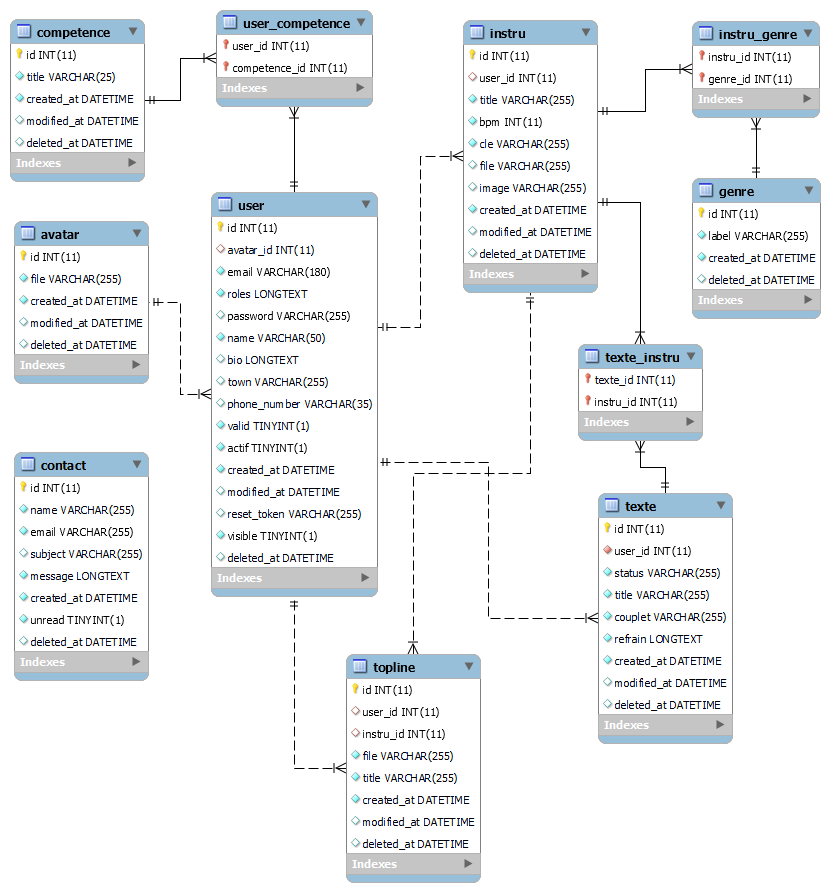 competence
id INT(11)
title VARCHAR(25)
created_at DATETIME
modified_at DATETIME
deleted_at DATETIME
Indexes
user_competence
user_id INT(11)
competence_id INT(11)
Indexes
instru
id INT(11)
user_id INT(11)
title VARCHAR(255)
bpm INT(11)
cle VARCHAR(255)
file VARCHAR(255)
image VARCHAR(255)
created_at DATETIME
modified_at DATETIME
deleted_at DATETIME
Indexes
instru_genre
instru_id INT(11)
genre_id INT(11)
Indexes
genre
id INT(11)
label VARCHAR(255)
created_at DATETIME
deleted_at DATETIME
Indexes
user
id INT(11)
avatar_id INT(11)
email VARCHAR(180)
roles LONGTEXT
password VARCHAR(255)
name VARCHAR(50)
bio LONGTEXT
town VARCHAR(255)
phone_number VARCHAR(35)
valid TINYINT(1)
actif TINYINT(1)
created_at DATETIME
modified_at DATETIME
reset_token VARCHAR(255)
visible TINYINT(1)
deleted_at DATETIME
Indexes
avatar
id INT(11)
file VARCHAR(255)
created_at DATETIME
modified_at DATETIME
deleted_at DATETIME
Indexes
texte_instru
texte_id INT(11)
instru_id INT(11)
Indexes
contact
id INT(11)
name VARCHAR(255)
email VARCHAR(255)
subject VARCHAR(255)
message LONGTEXT
created_at DATETIME
unread TINYINT(1)
deleted_at DATETIME
Indexes
texte
id INT(11)
user_id INT(11)
status VARCHAR(255)
title VARCHAR(255)
couplet VARCHAR(255)
refrain LONGTEXT
created_at DATETIME
modified_at DATETIME
deleted_at DATETIME
Indexes
topline
id INT(11)
user_id INT(11)
instru_id INT(11)
file VARCHAR(255)
title VARCHAR(255)
created_at DATETIME
modified_at DATETIME
deleted_at DATETIME
Indexes